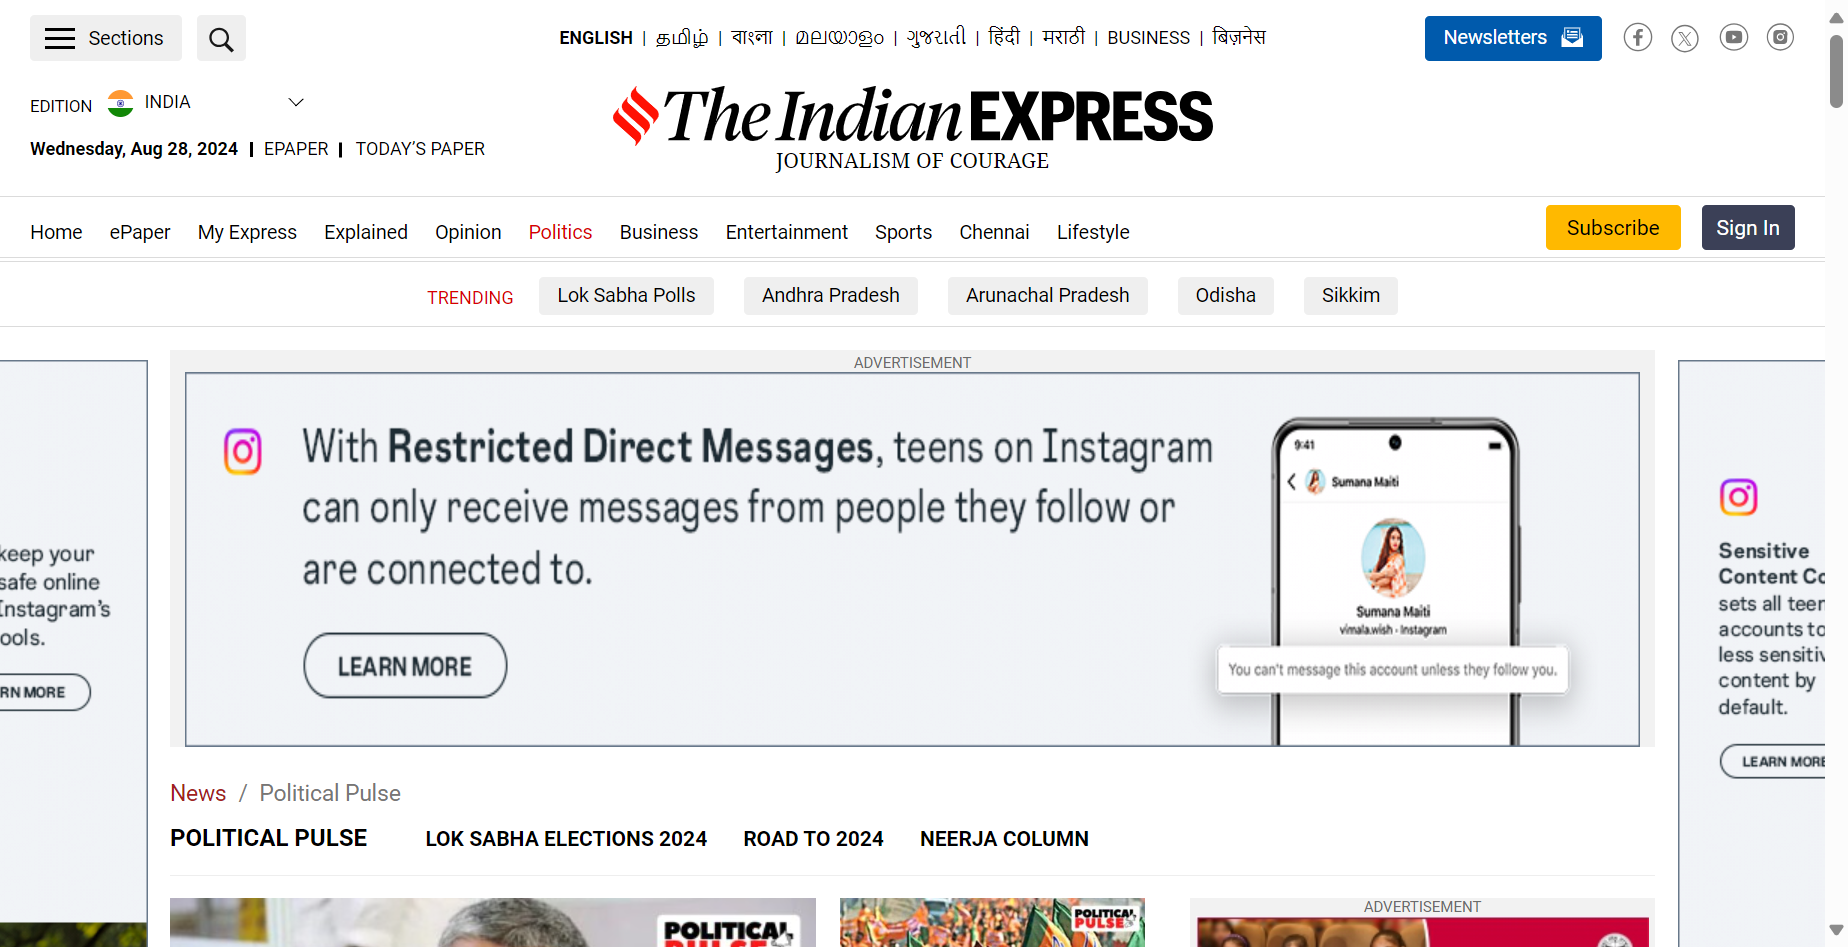 Sections
ENGLISH | தமிழ் | বাংলা | മലയാളം | ગુજરાતી | हिंदी | मराठी | BUSINESS | बिज़नेस
Newsletters
EDITION INDIA
Wednesday, Aug 28, 2024 | EPAPER | TODAY'S PAPER
The Indian EXPRESS
JOURNALISM OF COURAGE
Home ePaper My Express Explained Opinion Politics Business Entertainment Sports Chennai Lifestyle
Subscribe Sign In
TRENDING Lok Sabha Polls Andhra Pradesh Arunachal Pradesh Odisha Sikkim
ADVERTISEMENT
With Restricted Direct Messages, teens on Instagram
can only receive messages from people they follow or
are connected to.
LEARN MORE
9:41
Sumana Maiti
Sumana Maiti
vimala.wish · Instagram
You can't message this account unless they follow you.
keep your
safe online
Instagram's
ools.
RN MORE
Sensitive
Content Co
sets all teen
accounts to
less sensitiv
content by
default.
LEARN MORE
News / Political Pulse
POLITICAL PULSE LOK SABHA ELECTIONS 2024 ROAD TO 2024 NEERJA COLUMN
POLITICAL
PULSE
POLITICAL
PULSE
ADVERTISEMENT